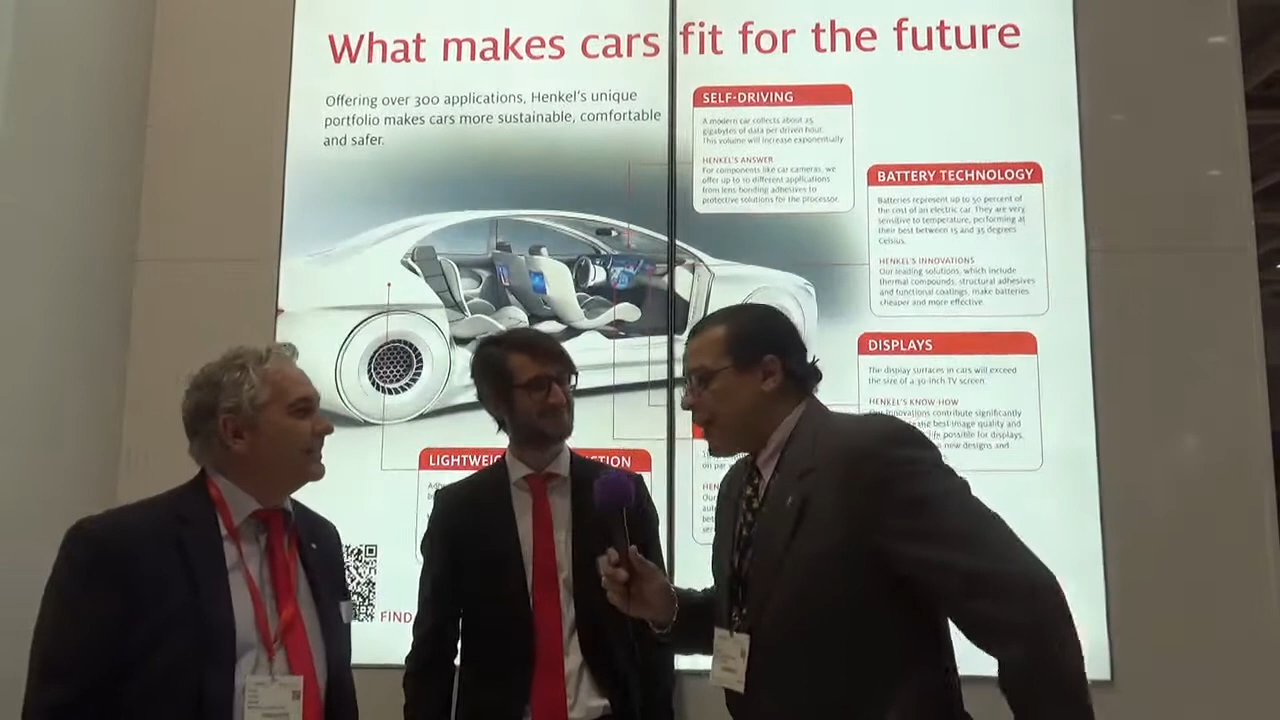 What makes cars fit for the future
Offering over 300 applications, Henkel's unique
portfolio makes cars more sustainable, comfortable
and safer.
SELF-DRIVING
A modern car collects about 25
gigabytes of data per driven hour.
This volume will increase exponentially
HENKEL'S ANSWER
For components like car cameras, we
offer up to 10 different applications
from lens-bonding adhesives to
protective solutions for the processor.
BATTERY TECHNOLOGY
Batteries represent up to 50 percent of
the cost of an electric car. They are very
sensitive to temperature, performing at
their best between 15 and 35 degrees
Celsius.
HENKEL'S INNOVATIONS
Our leading solutions, which include
thermal compounds, structural adhesives
and functional coatings, make batteries
cheaper and more effective.
DISPLAYS
The display surfaces in cars will exceed
the size of a 30-inch TV screen.
HENKEL'S KNOW-HOW
Our innovations contribute significantly
the best image quality and
life possible for displays,
new designs and
LIGHTWEIG
CTION
on par
HEN
Our
FIND